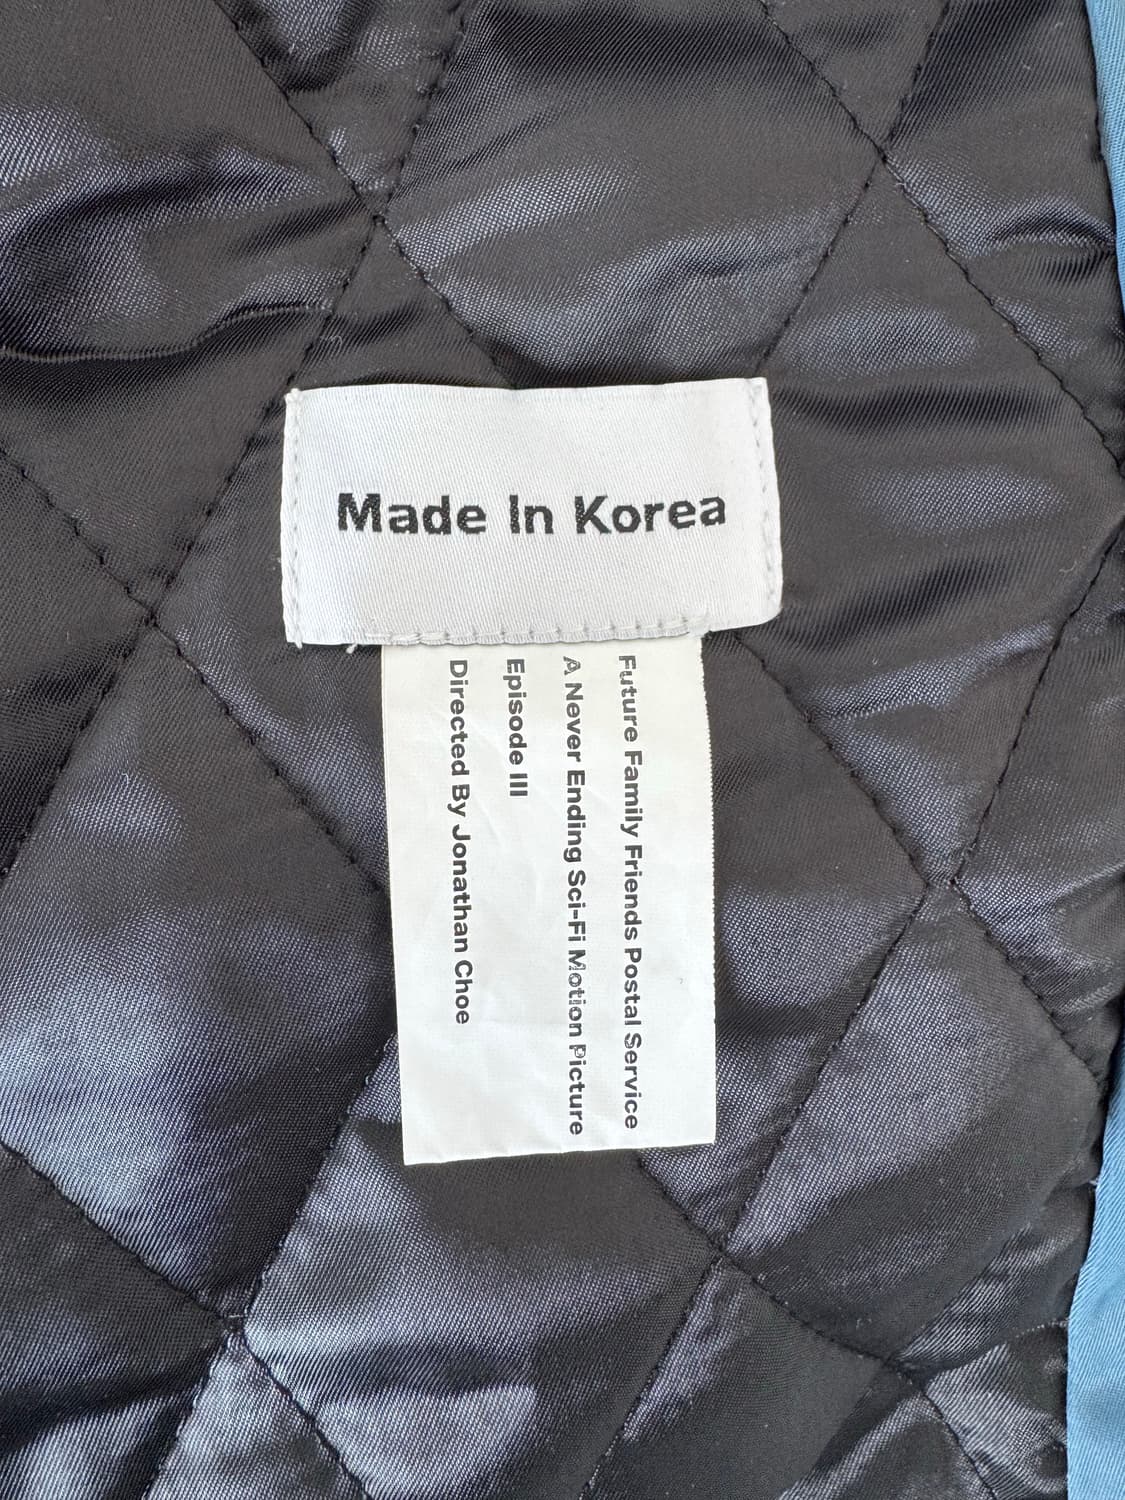 Made In Korea
Future Family Friends Postal Service
A Never Ending Sci-Fi Motion Picture
Episode III
Directed By Jonathan Choe